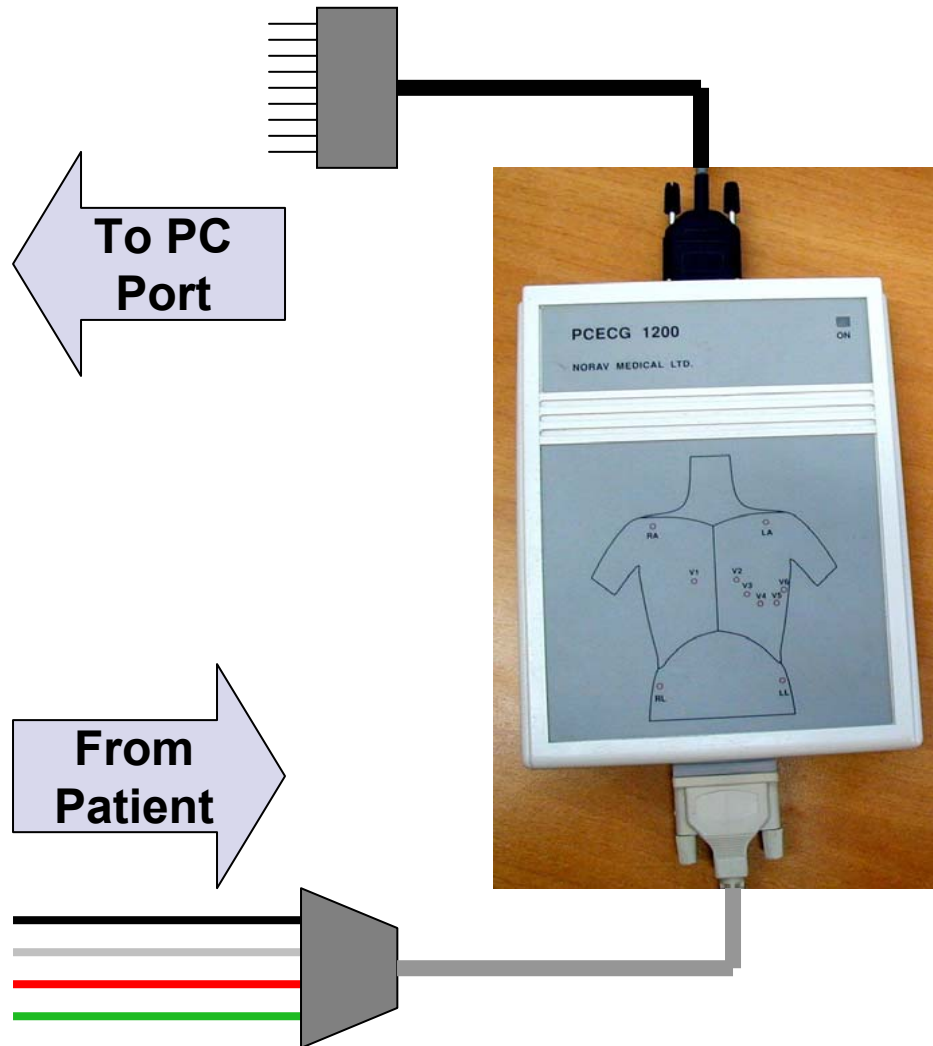 To PC
Port
PCECG 1200
ON
NORAV MEDICAL LTD.
RA
LA
V1
V2
V3
V4
V5
V6
RL
LL
From
Patient